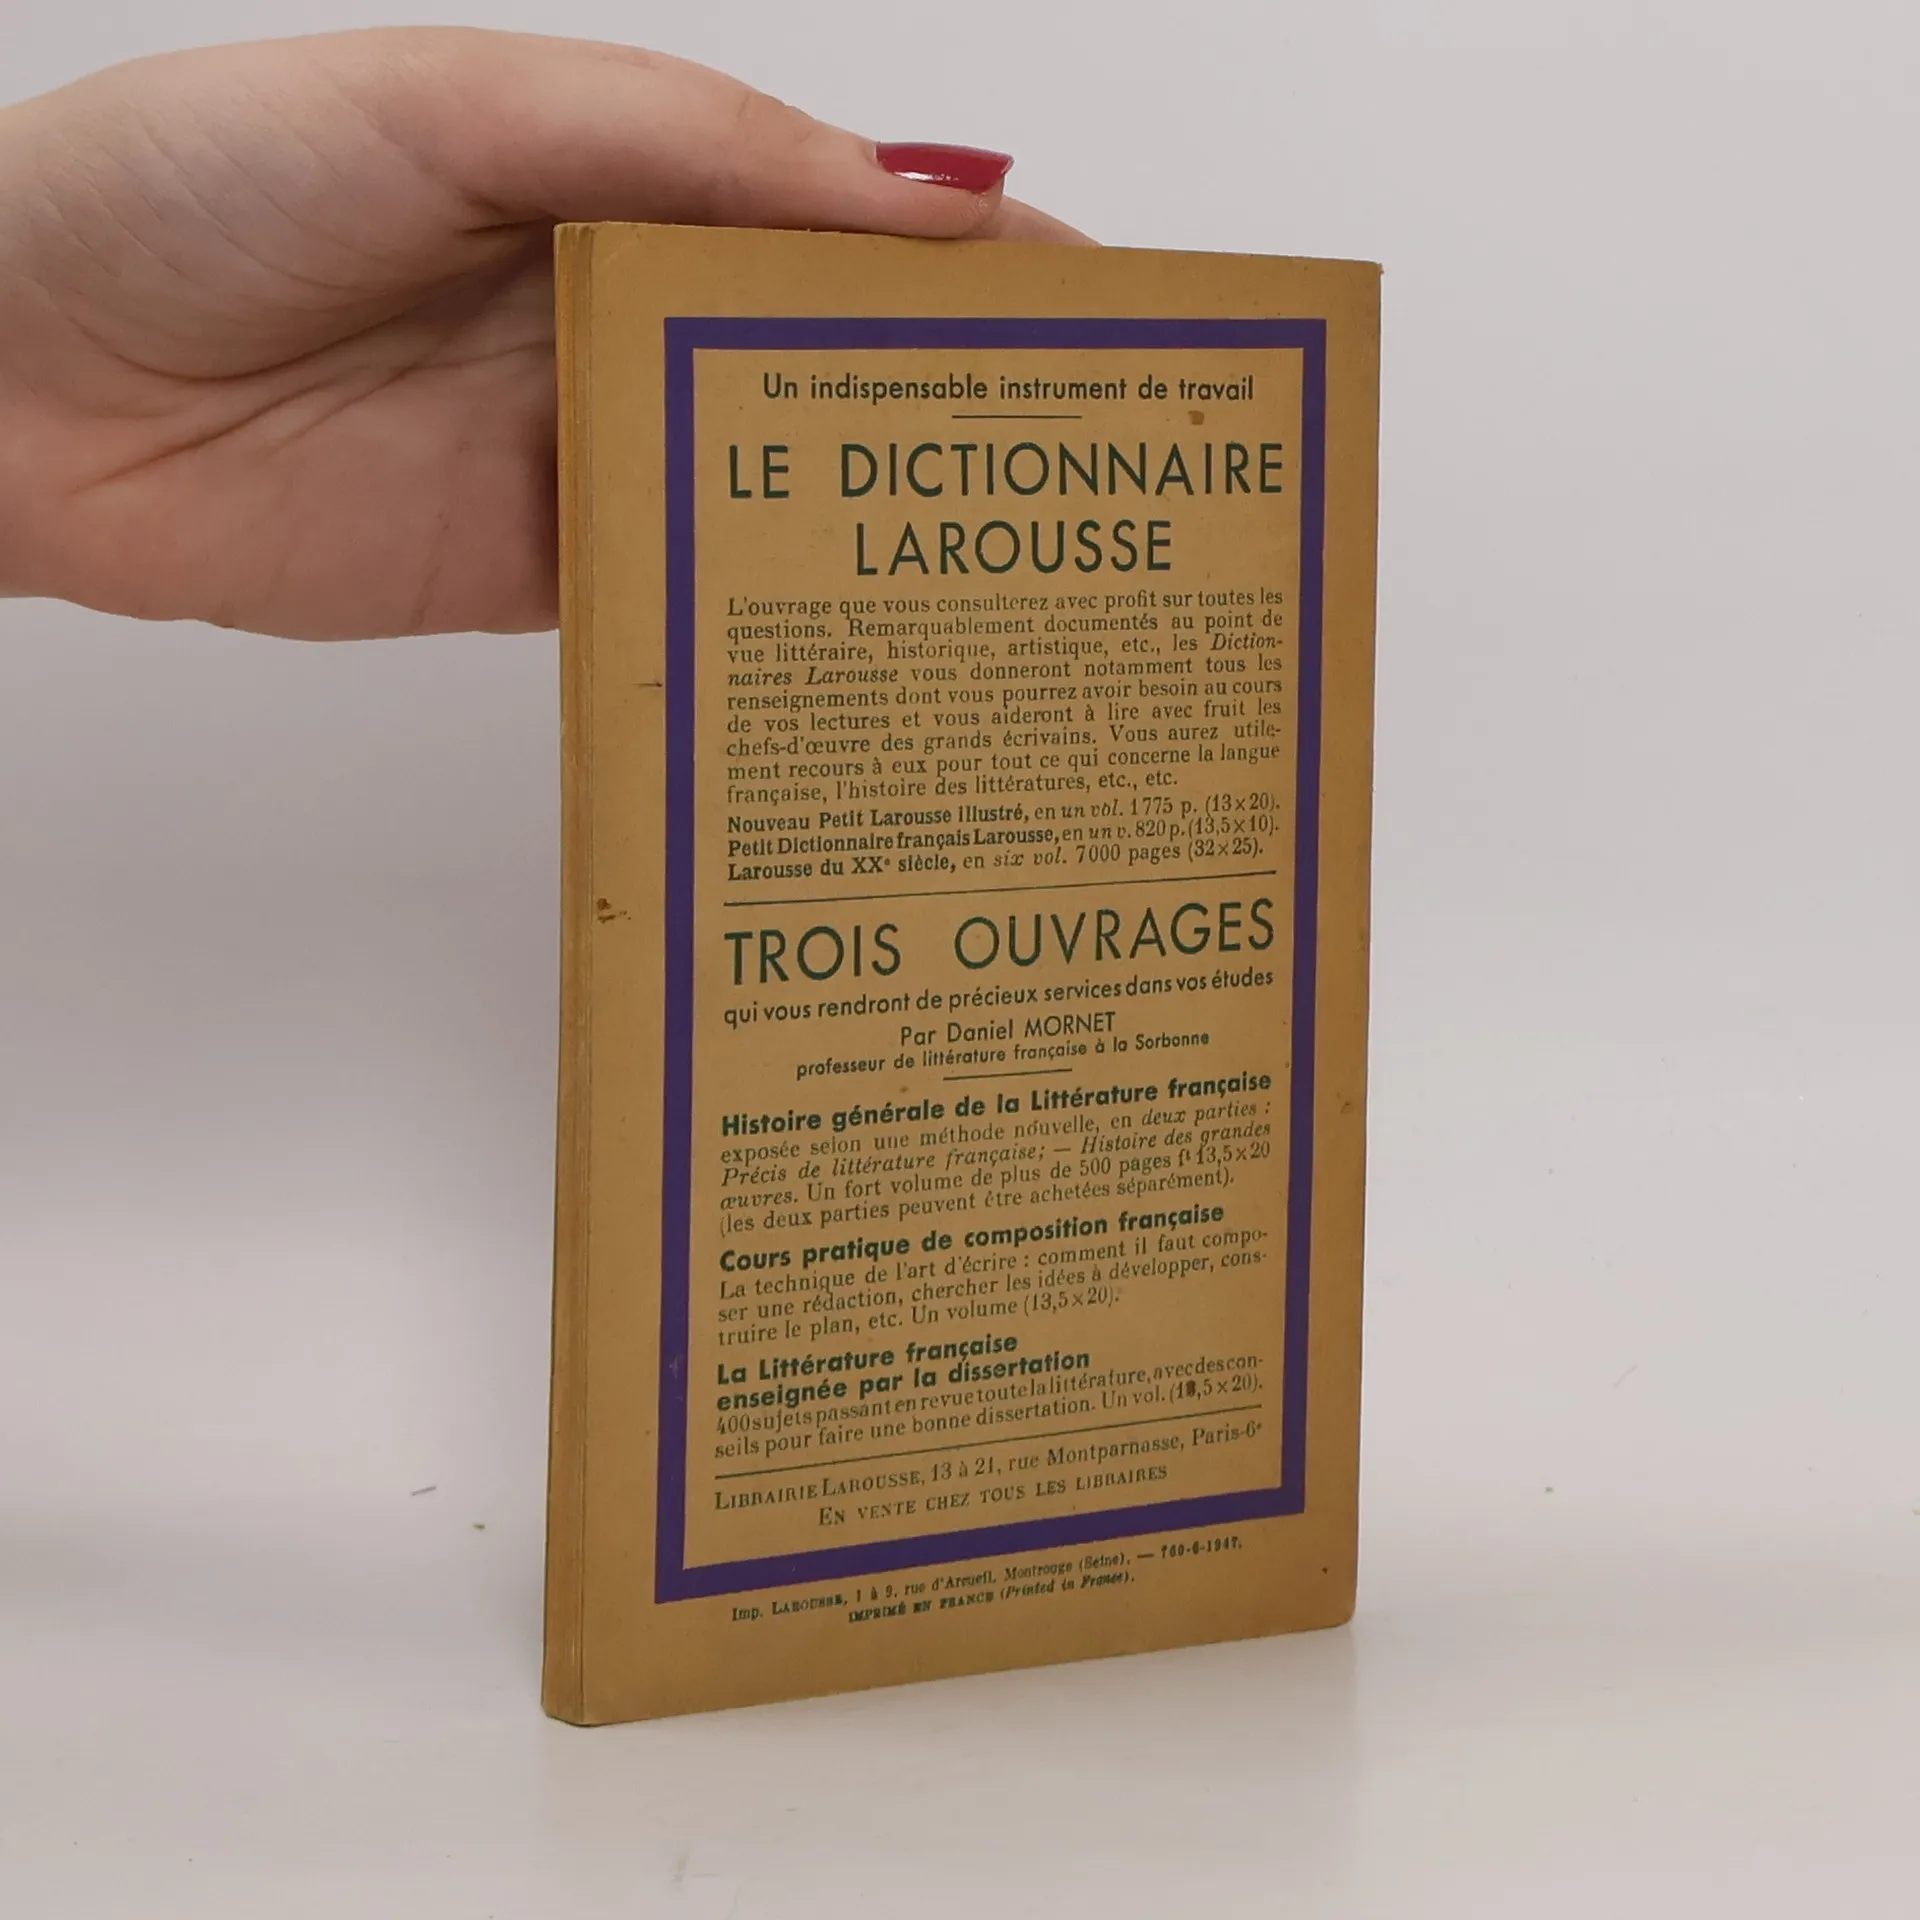 Un indispensable instrument de travail
LE DICTIONNAIRE
LAROUSSE
L'ouvrage que vous consulterez avec profit sur toutes les
questions. Remarquablement documentés au point de
vue littéraire, historique, artistique, etc., les Diction-
naires Larousse vous donneront notamment tous les
renseignements dont vous pourrez avoir besoin au cours
de vos lectures et vous aideront à lire avec fruit les
chefs-d'œuvre des grands écrivains. Vous aurez utile-
ment recours à eux pour tout ce qui concerne la langue
française, l'histoire des littératures, etc., etc.
Nouveau Petit Larousse illustré, en un vol. 1775 p. (13×20).
Petit Dictionnaire français Larousse, en un v. 820 p. (13,5×10).
Larousse du XXe siècle, en six vol. 7000 pages (32×25).
TROIS OUVRAGES
qui vous rendront de précieux services dans vos études
Par Daniel MORNET
professeur de littérature française à la Sorbonne
Histoire générale de la Littérature française
exposée selon une méthode nouvelle, en deux parties :
Précis de littérature française; — Histoire des grandes
œuvres. Un fort volume de plus de 500 pages ft 13,5×20
(les deux parties peuvent être achetées séparément).
Cours pratique de composition française
La technique de l'art d'écrire : comment il faut compo-
ser une rédaction, chercher les idées à développer, cons-
truire le plan, etc. Un volume (13,5×20).
La Littérature française
enseignée par la dissertation
400 sujets passant en revue toute la littérature, avec des con-
seils pour faire une bonne dissertation. Un vol. (13,5×20).
LIBRAIRIE LAROUSSE, 13 à 21, rue Montparnasse, Paris-6e
EN VENTE CHEZ TOUS LES LIBRAIRES
Imp. LAROUSSE, 1 à 9, rue d'Arcueil, Montrouge (Seine). — 760-6-1947.
IMPRIMÉ EN FRANCE (Printed in France).